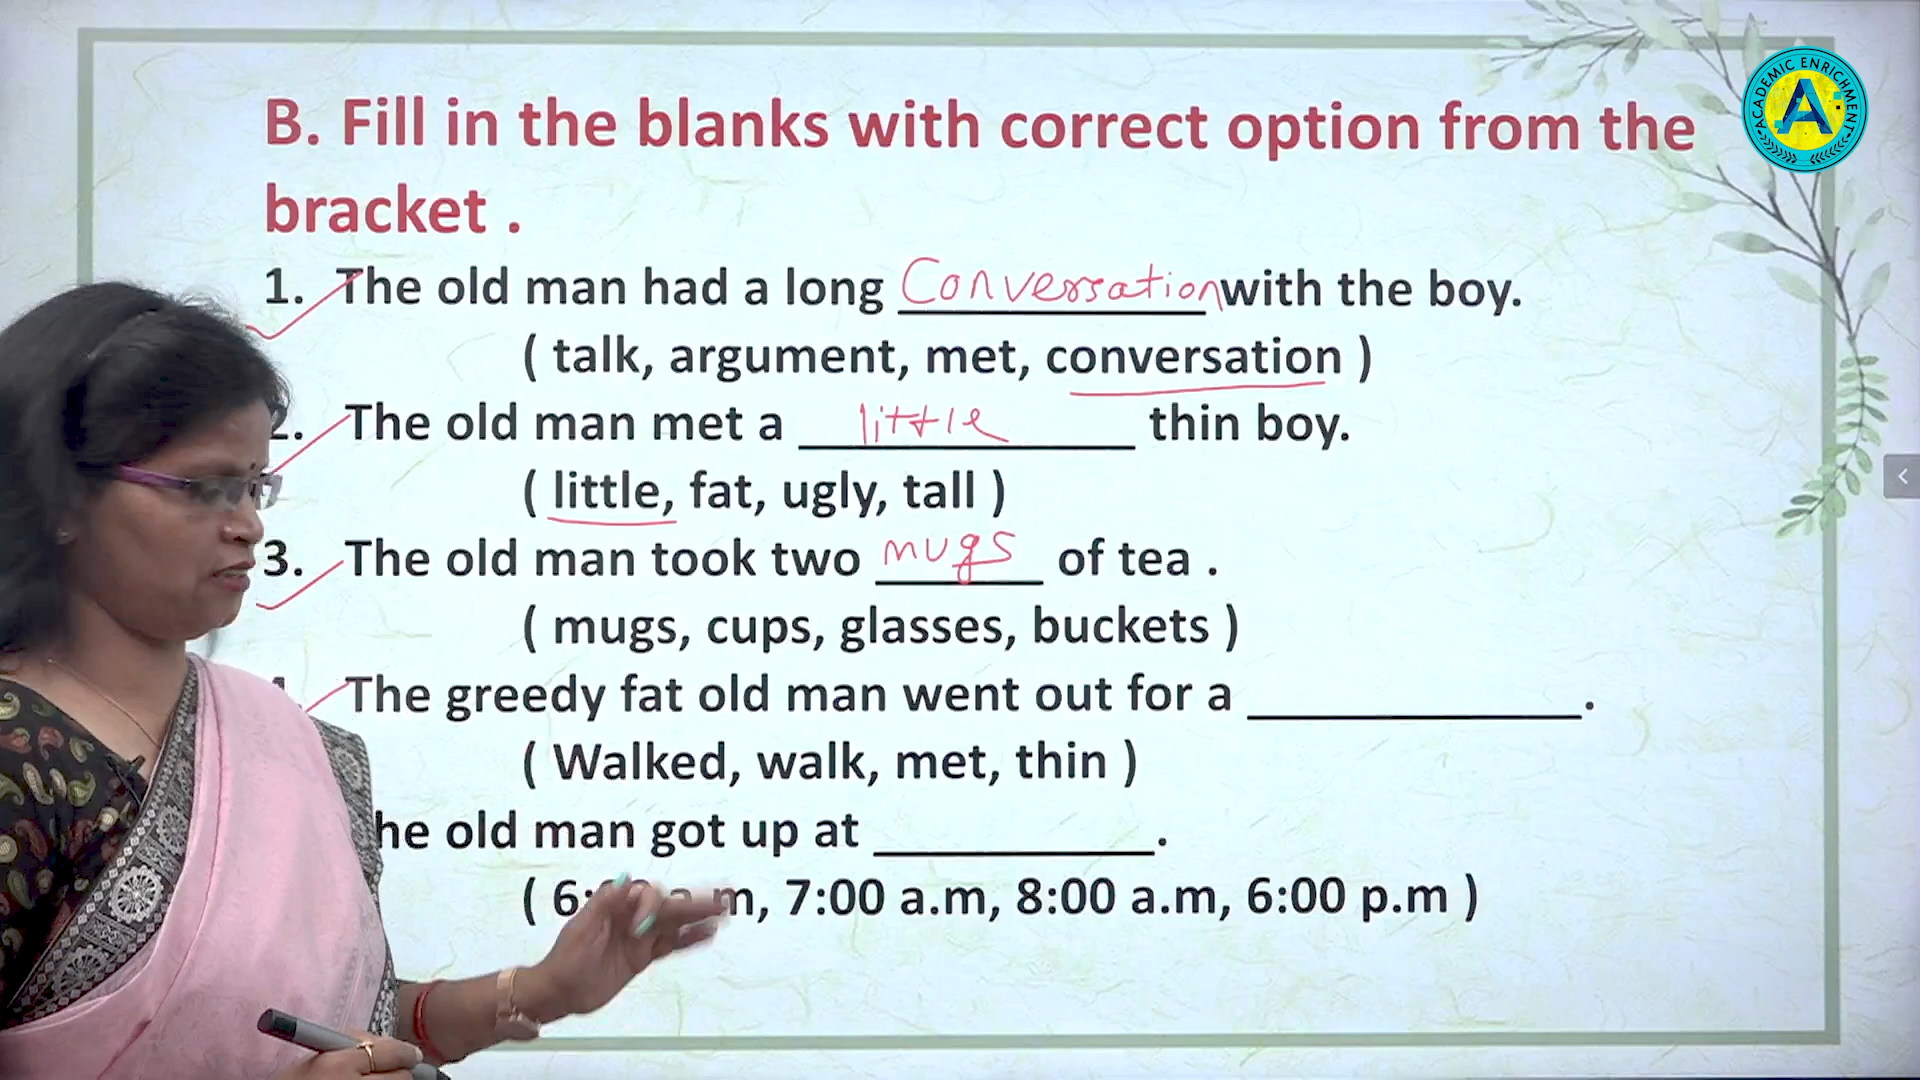 B. Fill in the blanks with correct option from the
bracket .
1. The old man had a long Conversation with the boy.
( talk, argument, met, conversation )
2. The old man met a little thin boy.
( little, fat, ugly, tall )
3. The old man took two mugs of tea .
( mugs, cups, glasses, buckets )
The greedy fat old man went out for a ____________.
( Walked, walk, met, thin )
he old man got up at __________.
a.m, 7:00 a.m, 8:00 a.m, 6:00 p.m )
ACADEMIC ENRICHMENT
A